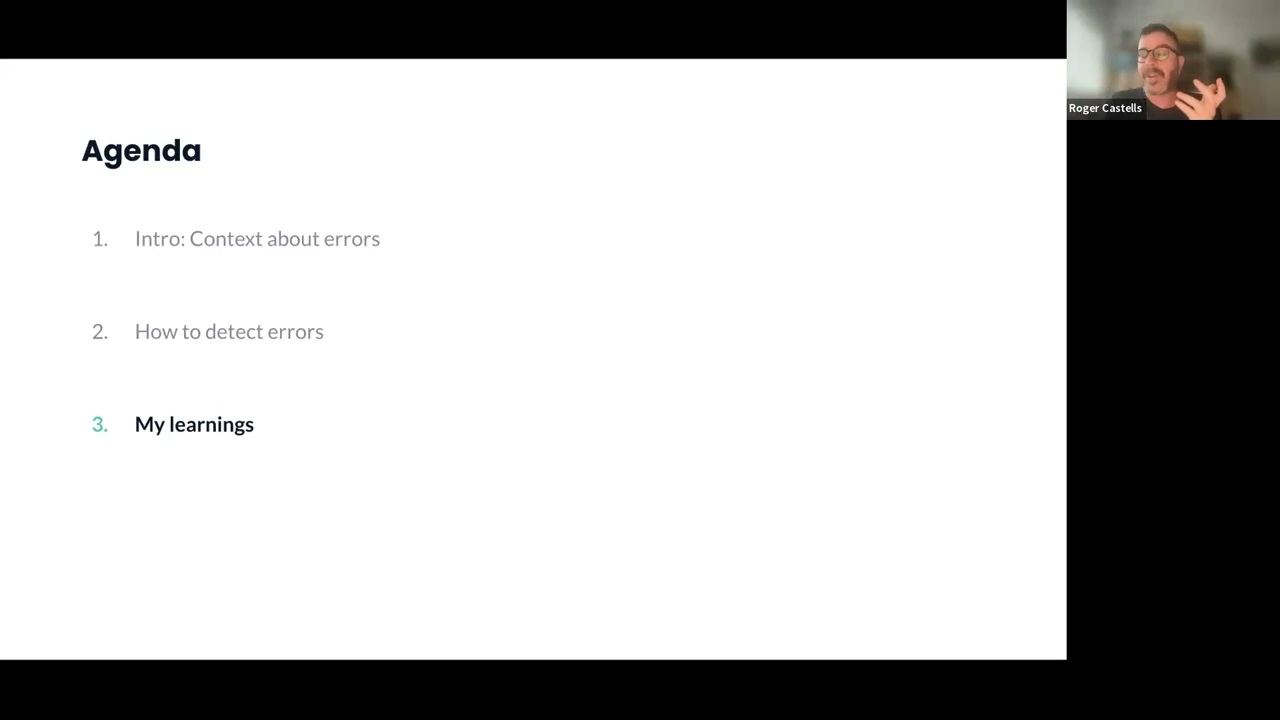 Agenda
1. Intro: Context about errors
2. How to detect errors
3. My learnings
Roger Castells